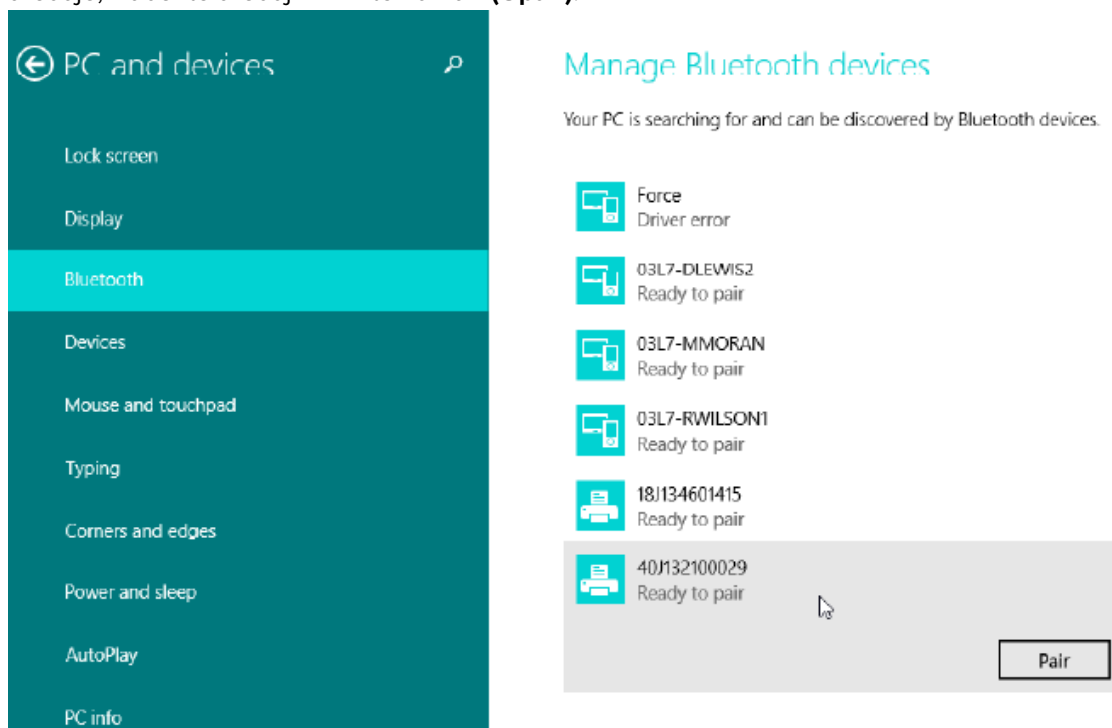 PC and devices
Lock screen
Display
Bluetooth
Devices
Mouse and touchpad
Typing
Corners and edges
Power and sleep
AutoPlay
PC info
Manage Bluetooth devices
Your PC is searching for and can be discovered by Bluetooth devices.
Force
Driver error
03L7-DLEWIS2
Ready to pair
03L7-MMORAN
Ready to pair
03L7-RWILSON1
Ready to pair
18J134601415
Ready to pair
40J132100029
Ready to pair
Pair